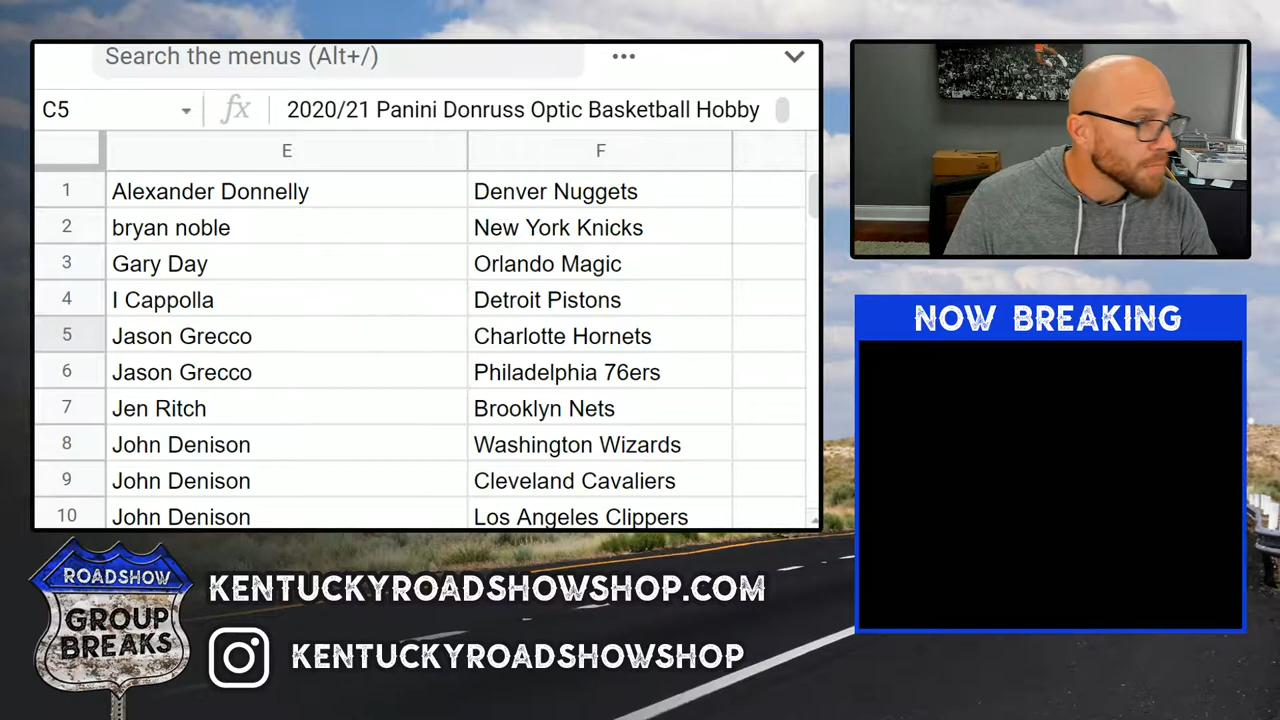 Search the menus (Alt+/)
C5
fx
2020/21 Panini Donruss Optic Basketball Hobby
E
F
1 Alexander Donnelly Denver Nuggets
2 bryan noble New York Knicks
3 Gary Day Orlando Magic
4 I Cappolla Detroit Pistons
5 Jason Grecco Charlotte Hornets
6 Jason Grecco Philadelphia 76ers
7 Jen Ritch Brooklyn Nets
8 John Denison Washington Wizards
9 John Denison Cleveland Cavaliers
10 John Denison Los Angeles Clippers
NOW BREAKING
ROADSHOW
GROUP
BREAKS
KENTUCKYROADSHOWSHOP.COM
KENTUCKYROADSHOWSHOP